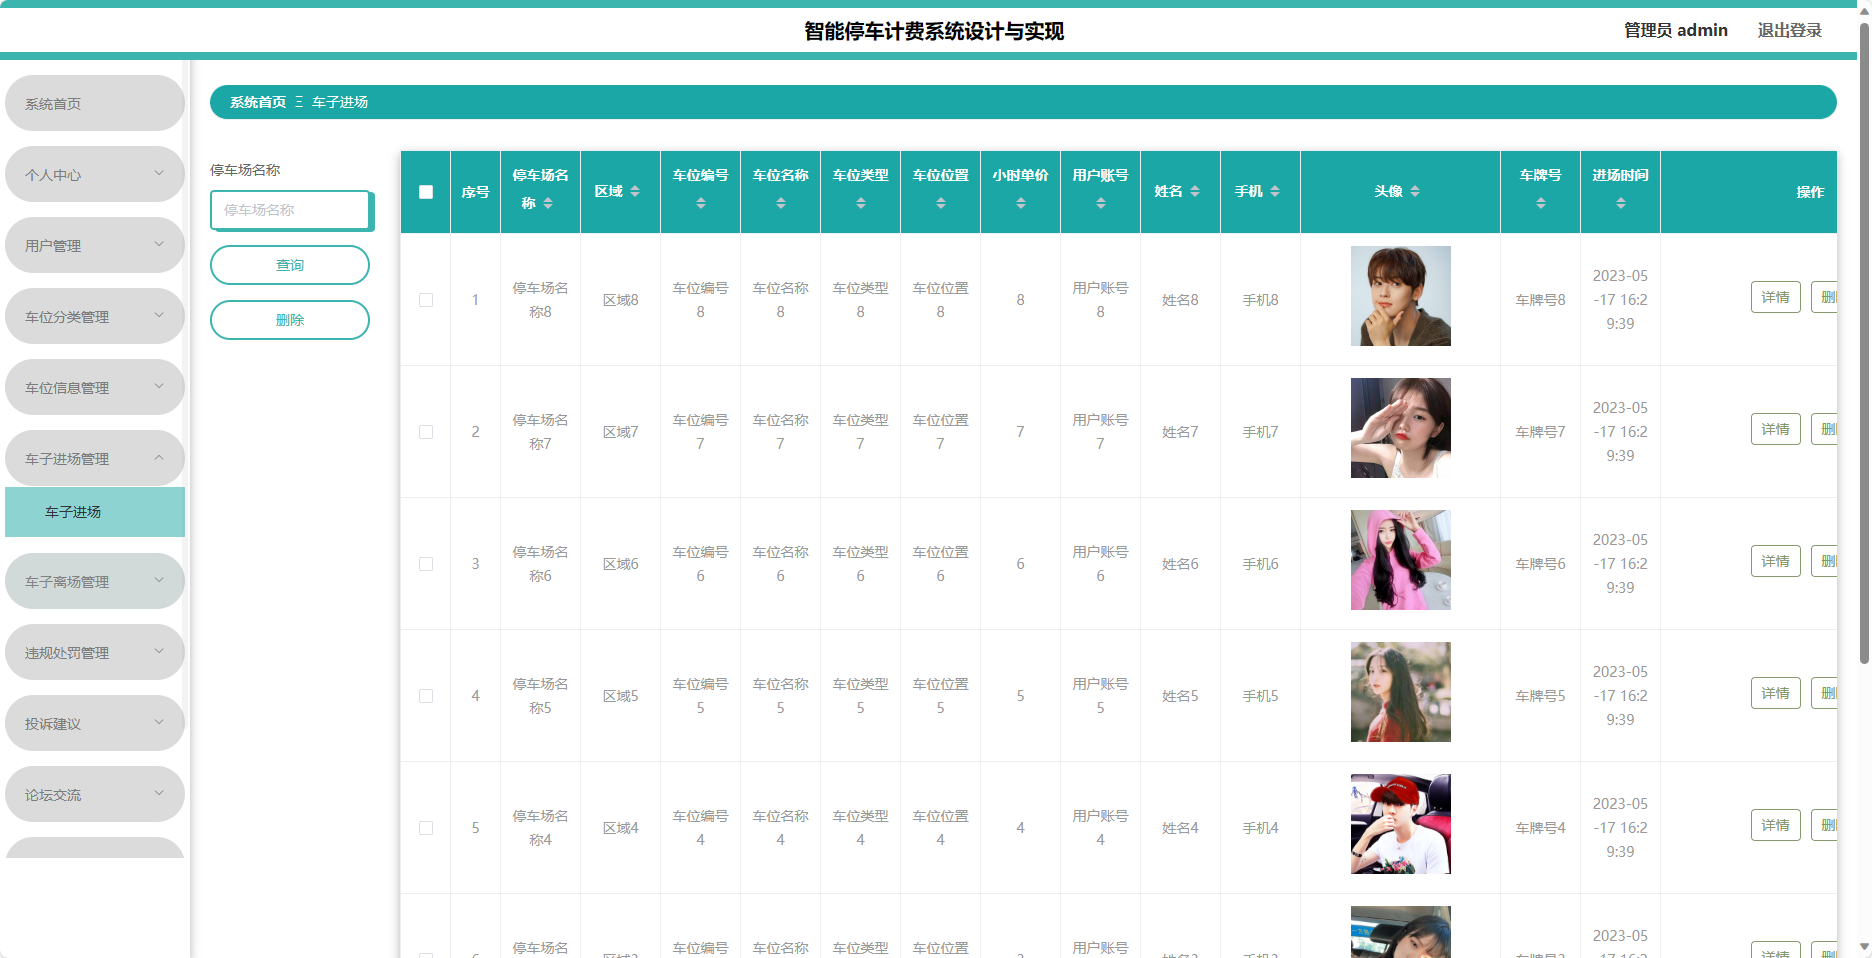 智能停车计费系统设计与实现
管理员 admin
退出登录
系统首页
个人中心
用户管理
车位分类管理
车位信息管理
车子进场管理
车子进场
车子离场管理
违规处罚管理
投诉建议
论坛交流
系统首页 Ξ 车子进场
停车场名称
停车场名称
查询
删除
序号 停车场名称 区域 车位编号 车位名称 车位类型 车位位置 小时单价 用户账号 姓名 手机 头像 车牌号 进场时间 操作
1 停车场名称8 区域8 车位编号8 车位名称8 车位类型8 车位位置8 8 用户账号8 姓名8 手机8 车牌号8 2023-05-17 16:29:39 详情
2 停车场名称7 区域7 车位编号7 车位名称7 车位类型7 车位位置7 7 用户账号7 姓名7 手机7 车牌号7 2023-05-17 16:29:39 详情
3 停车场名称6 区域6 车位编号6 车位名称6 车位类型6 车位位置6 6 用户账号6 姓名6 手机6 车牌号6 2023-05-17 16:29:39 详情
4 停车场名称5 区域5 车位编号5 车位名称5 车位类型5 车位位置5 5 用户账号5 姓名5 手机5 车牌号5 2023-05-17 16:29:39 详情
5 停车场名称4 区域4 车位编号4 车位名称4 车位类型4 车位位置4 4 用户账号4 姓名4 手机4 车牌号4 2023-05-17 16:29:39 详情
停车场名 车位编号 车位名称 车位类型 车位位置 用户账号 2023-05